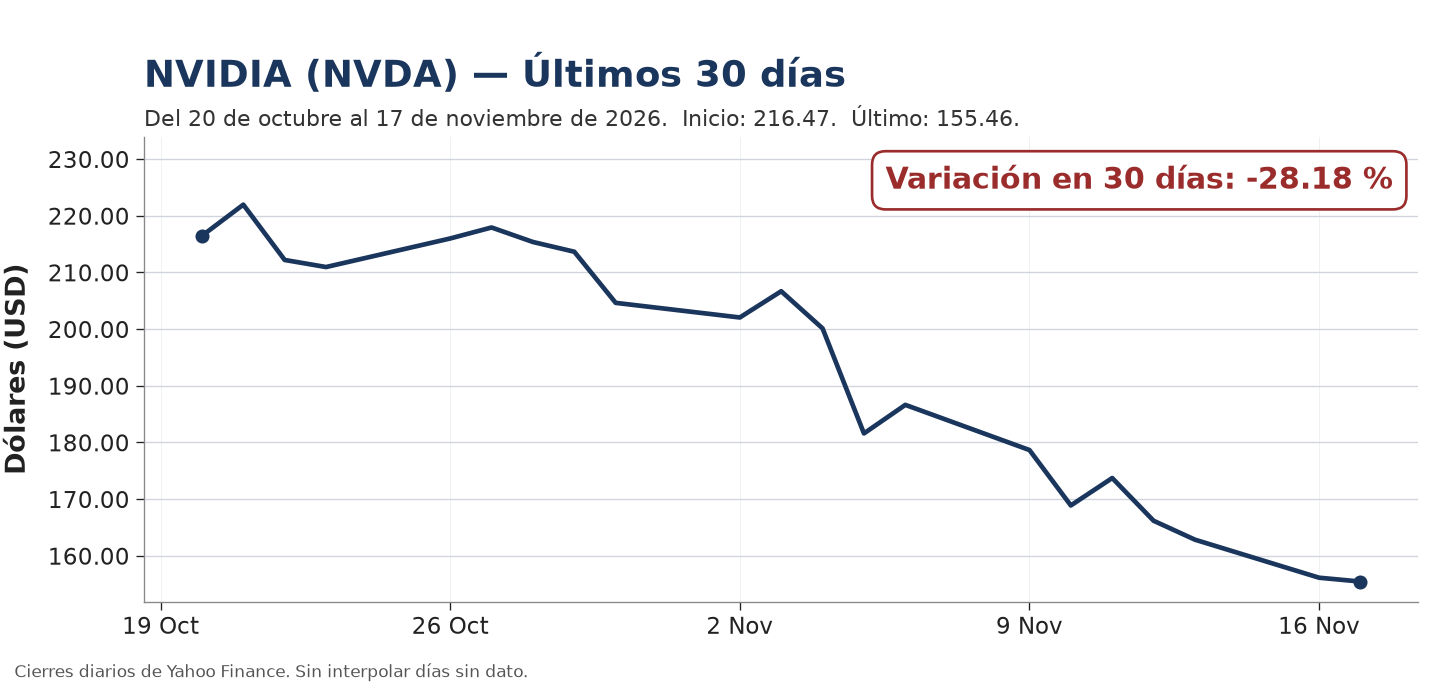 NVIDIA (NVDA) — Últimos 30 días
Del 20 de octubre al 17 de noviembre de 2026.  Inicio: 216.47.  Último: 155.46.
Variación en 30 días: -28.18 %
Dólares (USD)
230.00
220.00
210.00
200.00
190.00
180.00
170.00
160.00
19 Oct
26 Oct
2 Nov
9 Nov
16 Nov
Cierres diarios de Yahoo Finance. Sin interpolar días sin dato.